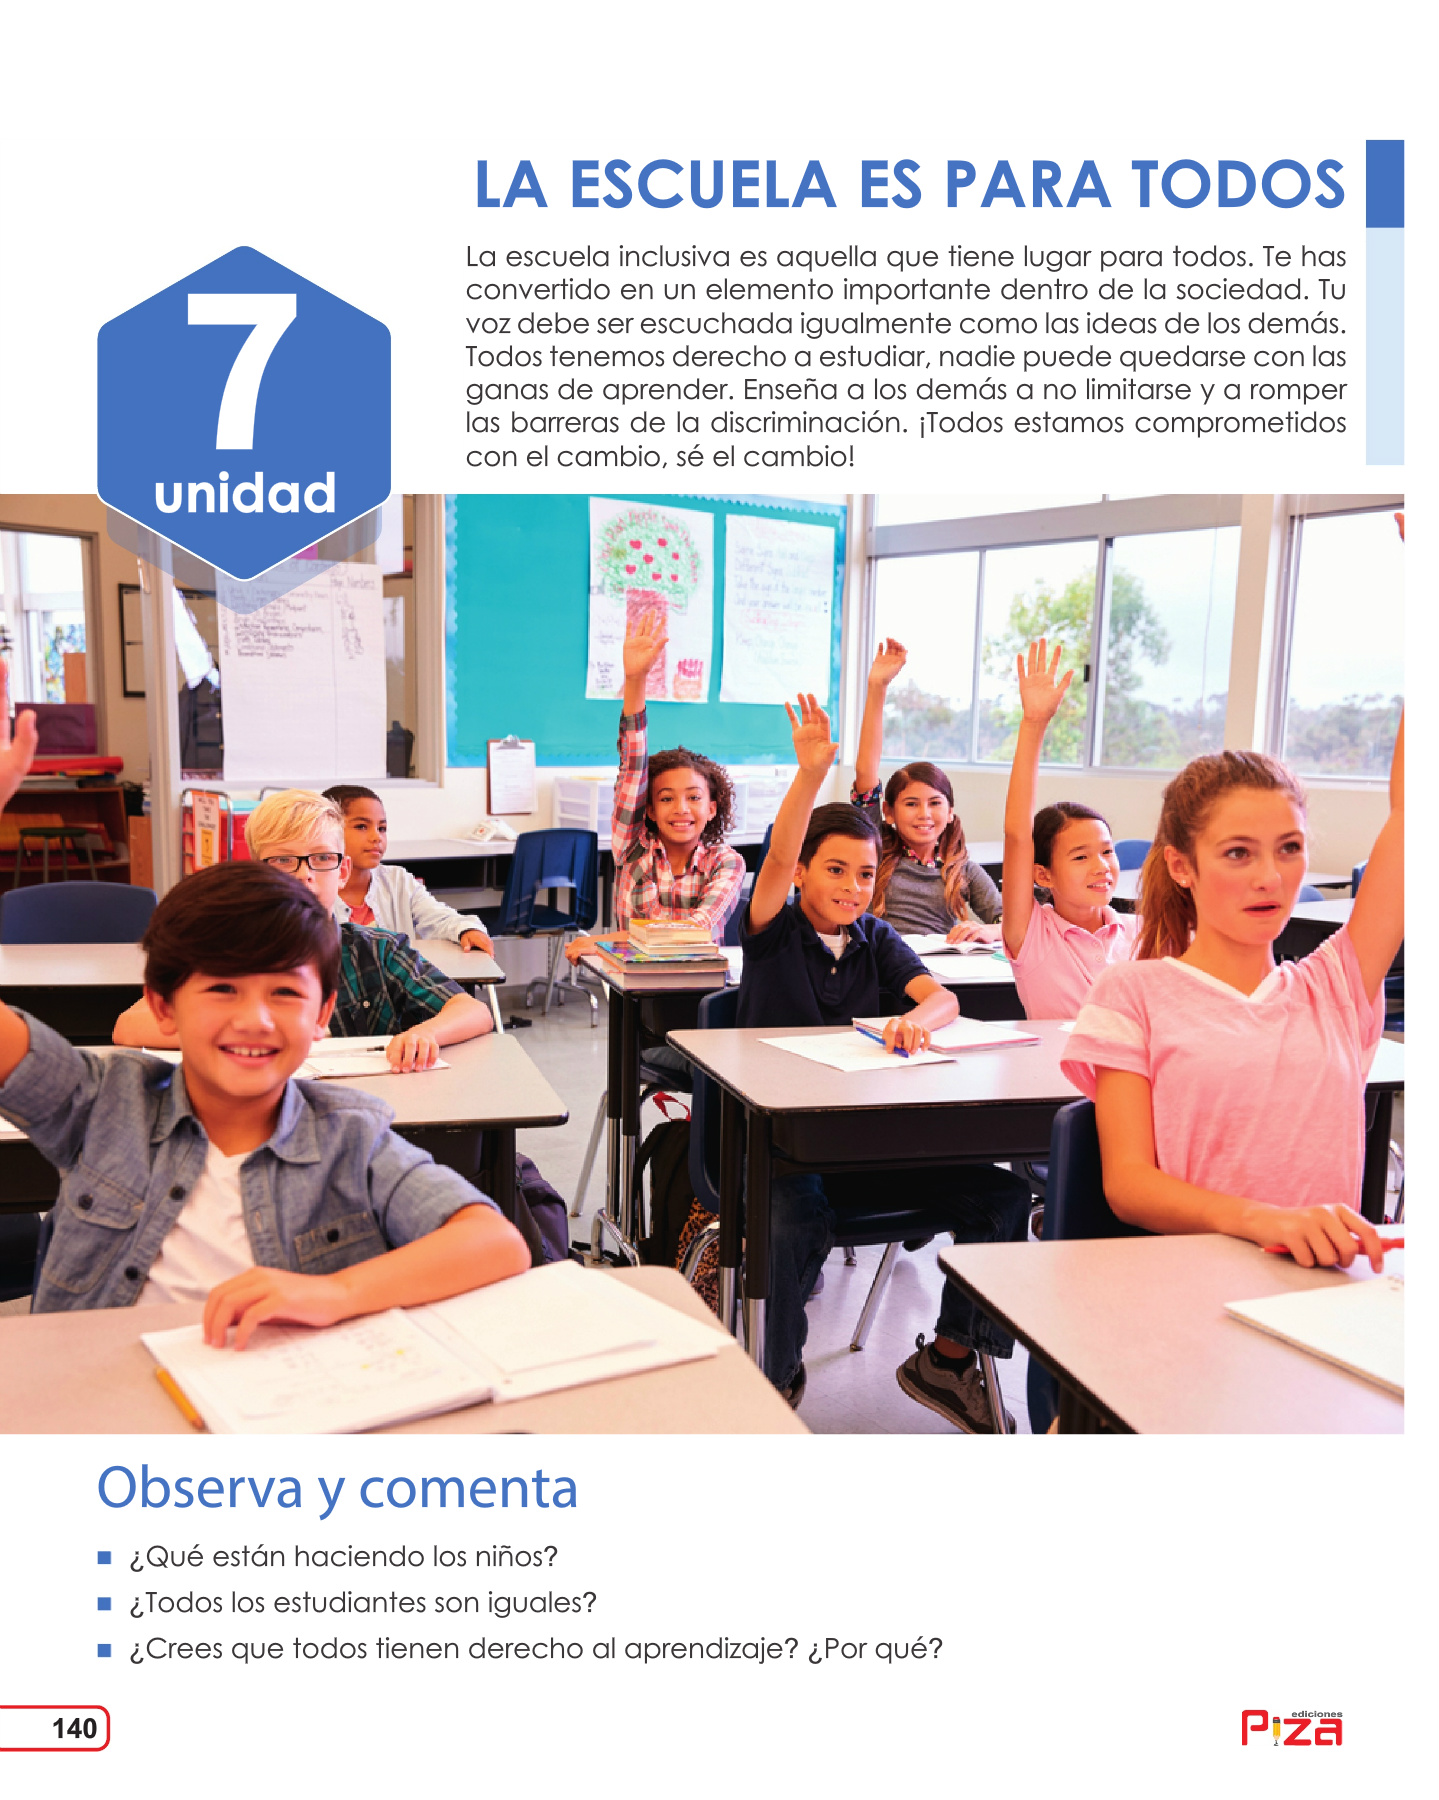 LA ESCUELA ES PARA TODOS
La escuela inclusiva es aquella que tiene lugar para todos. Te has
convertido en un elemento importante dentro de la sociedad. Tu
voz debe ser escuchada igualmente como las ideas de los demás.
Todos tenemos derecho a estudiar, nadie puede quedarse con las
ganas de aprender. Enseña a los demás a no limitarse y a romper
las barreras de la discriminación. ¡Todos estamos comprometidos
con el cambio, sé el cambio!
7
unidad
Observa y comenta
¿Qué están haciendo los niños?
¿Todos los estudiantes son iguales?
¿Crees que todos tienen derecho al aprendizaje? ¿Por qué?
140
ediciones
Piza